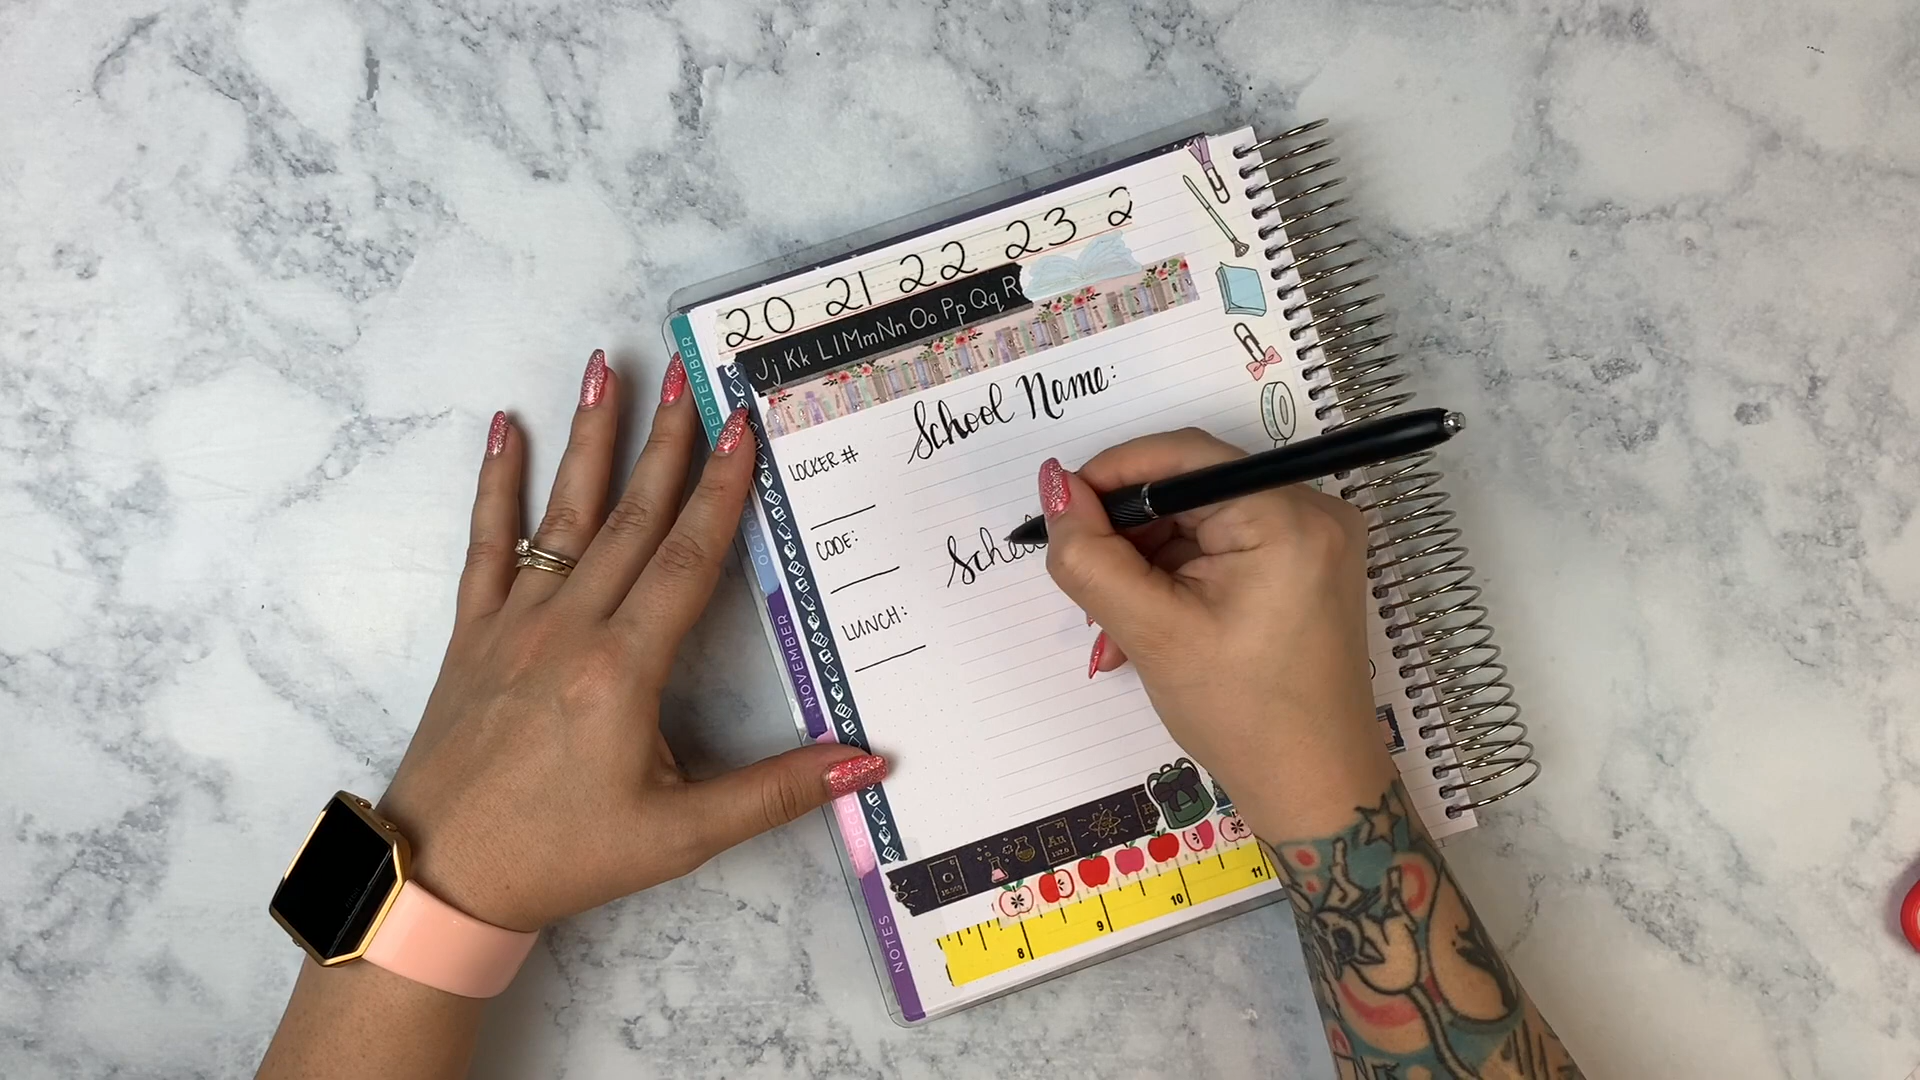 20 21 22 23 2
Jj Kk Ll Mm Nn Oo Pp Qq R
School Name:
LOCKER #
CODE:
LUNCH:
SEPTEMBER
NOVEMBER
NOTES
8 9 10 11